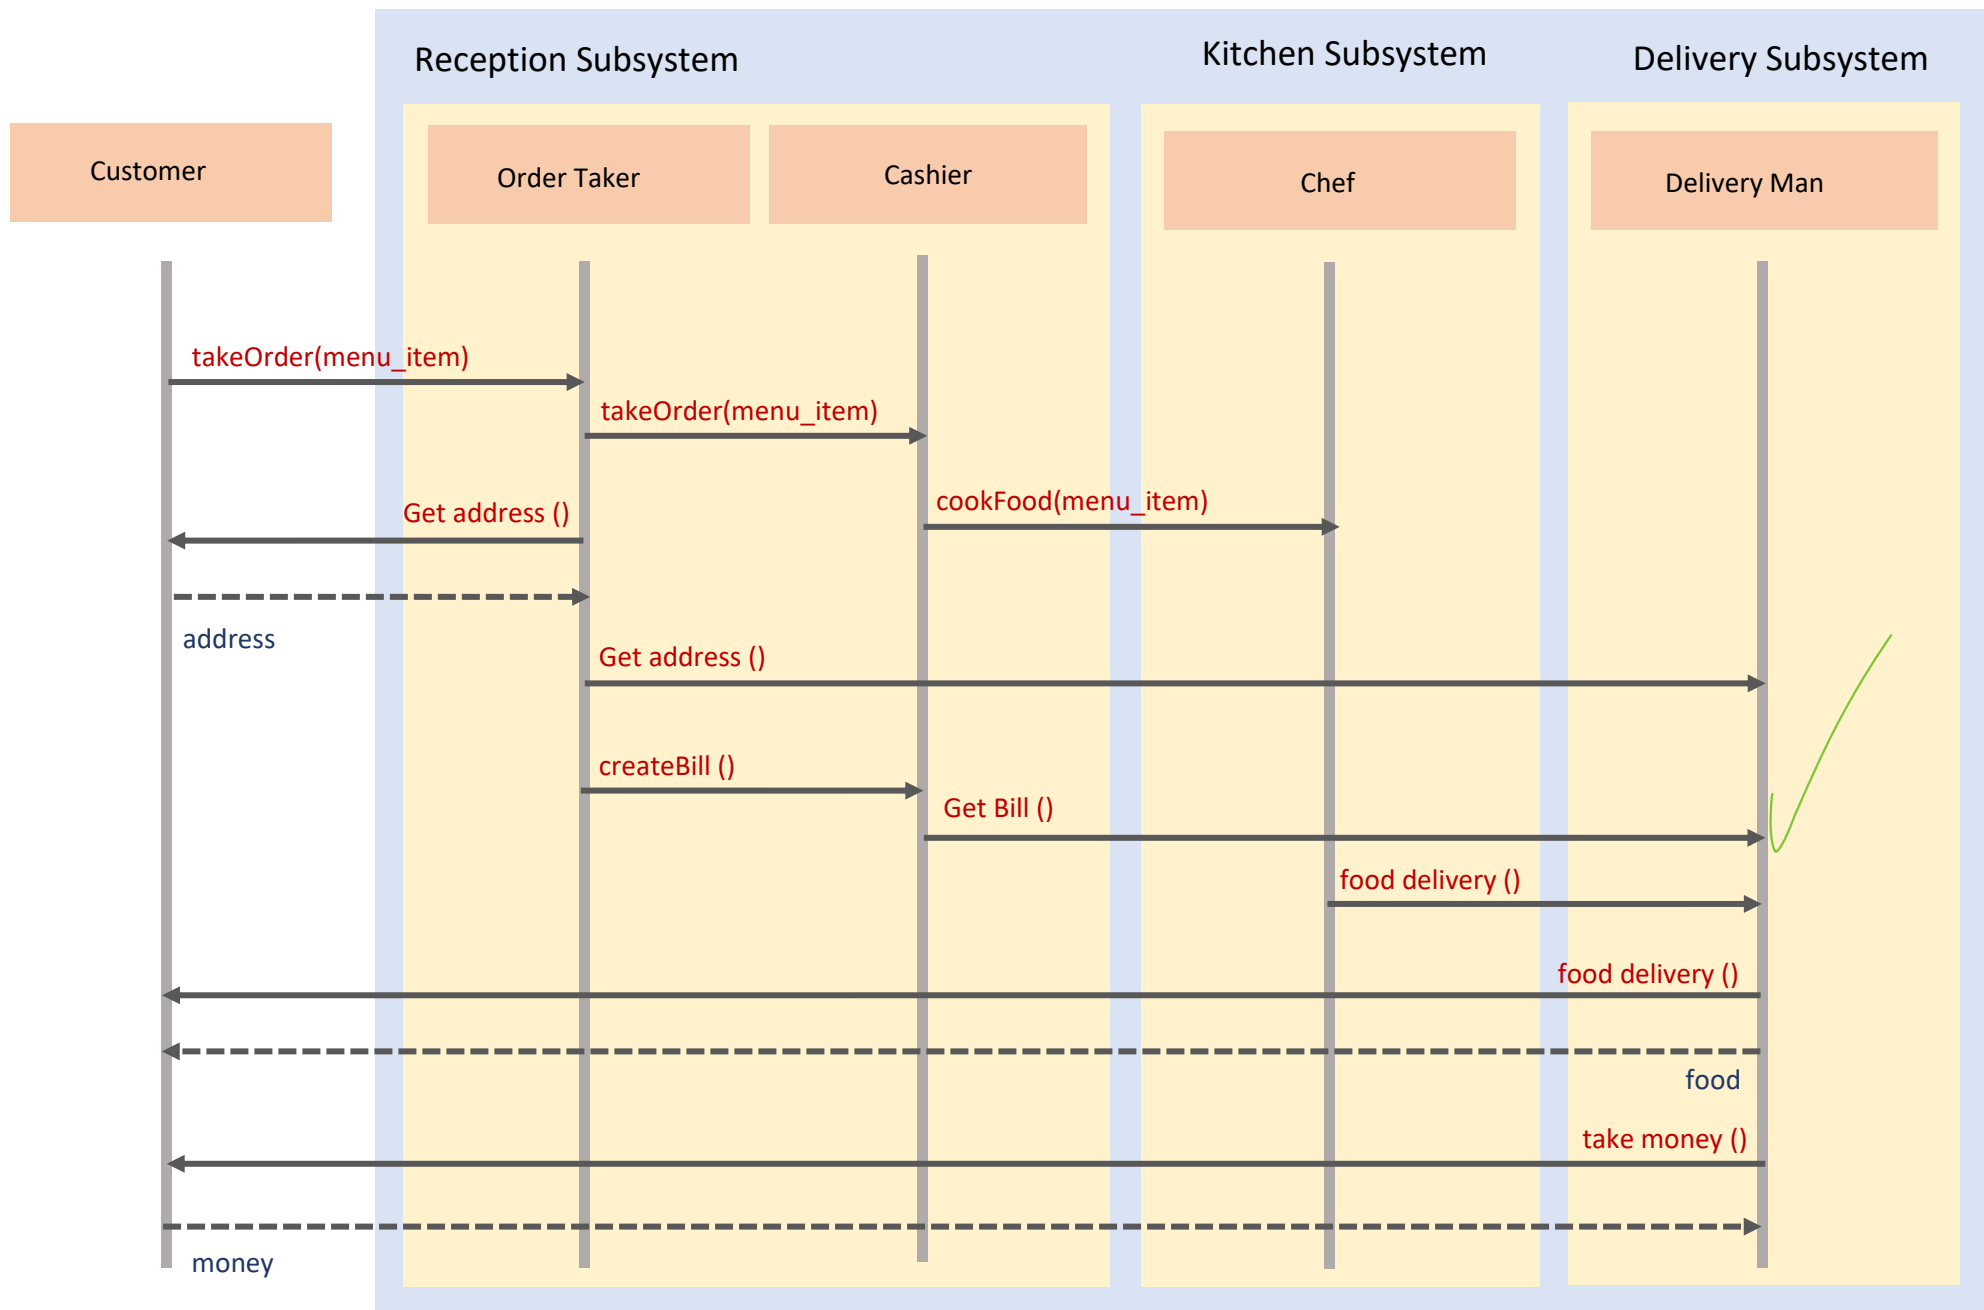 Reception Subsystem
Kitchen Subsystem
Delivery Subsystem
Customer
Order Taker
Cashier
Chef
Delivery Man
takeOrder(menu_item)
takeOrder(menu_item)
cookFood(menu_item)
Get address ()
address
Get address ()
createBill ()
Get Bill ()
food delivery ()
food delivery ()
food
take money ()
money